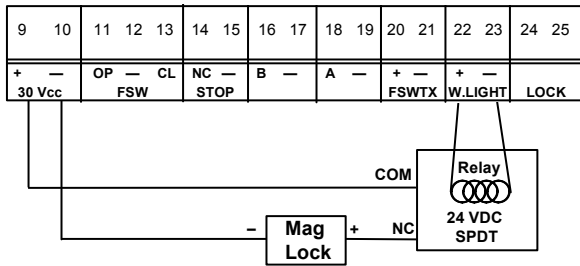 9 10 11 12 13 14 15 16 17 18 19 20 21 22 23 24 25
+ — OP — CL NC — B — A — + — + —
30 Vcc FSW STOP FSWTX W.LIGHT LOCK
Relay
COM
24 VDC
SPDT
– Mag + NC
Lock